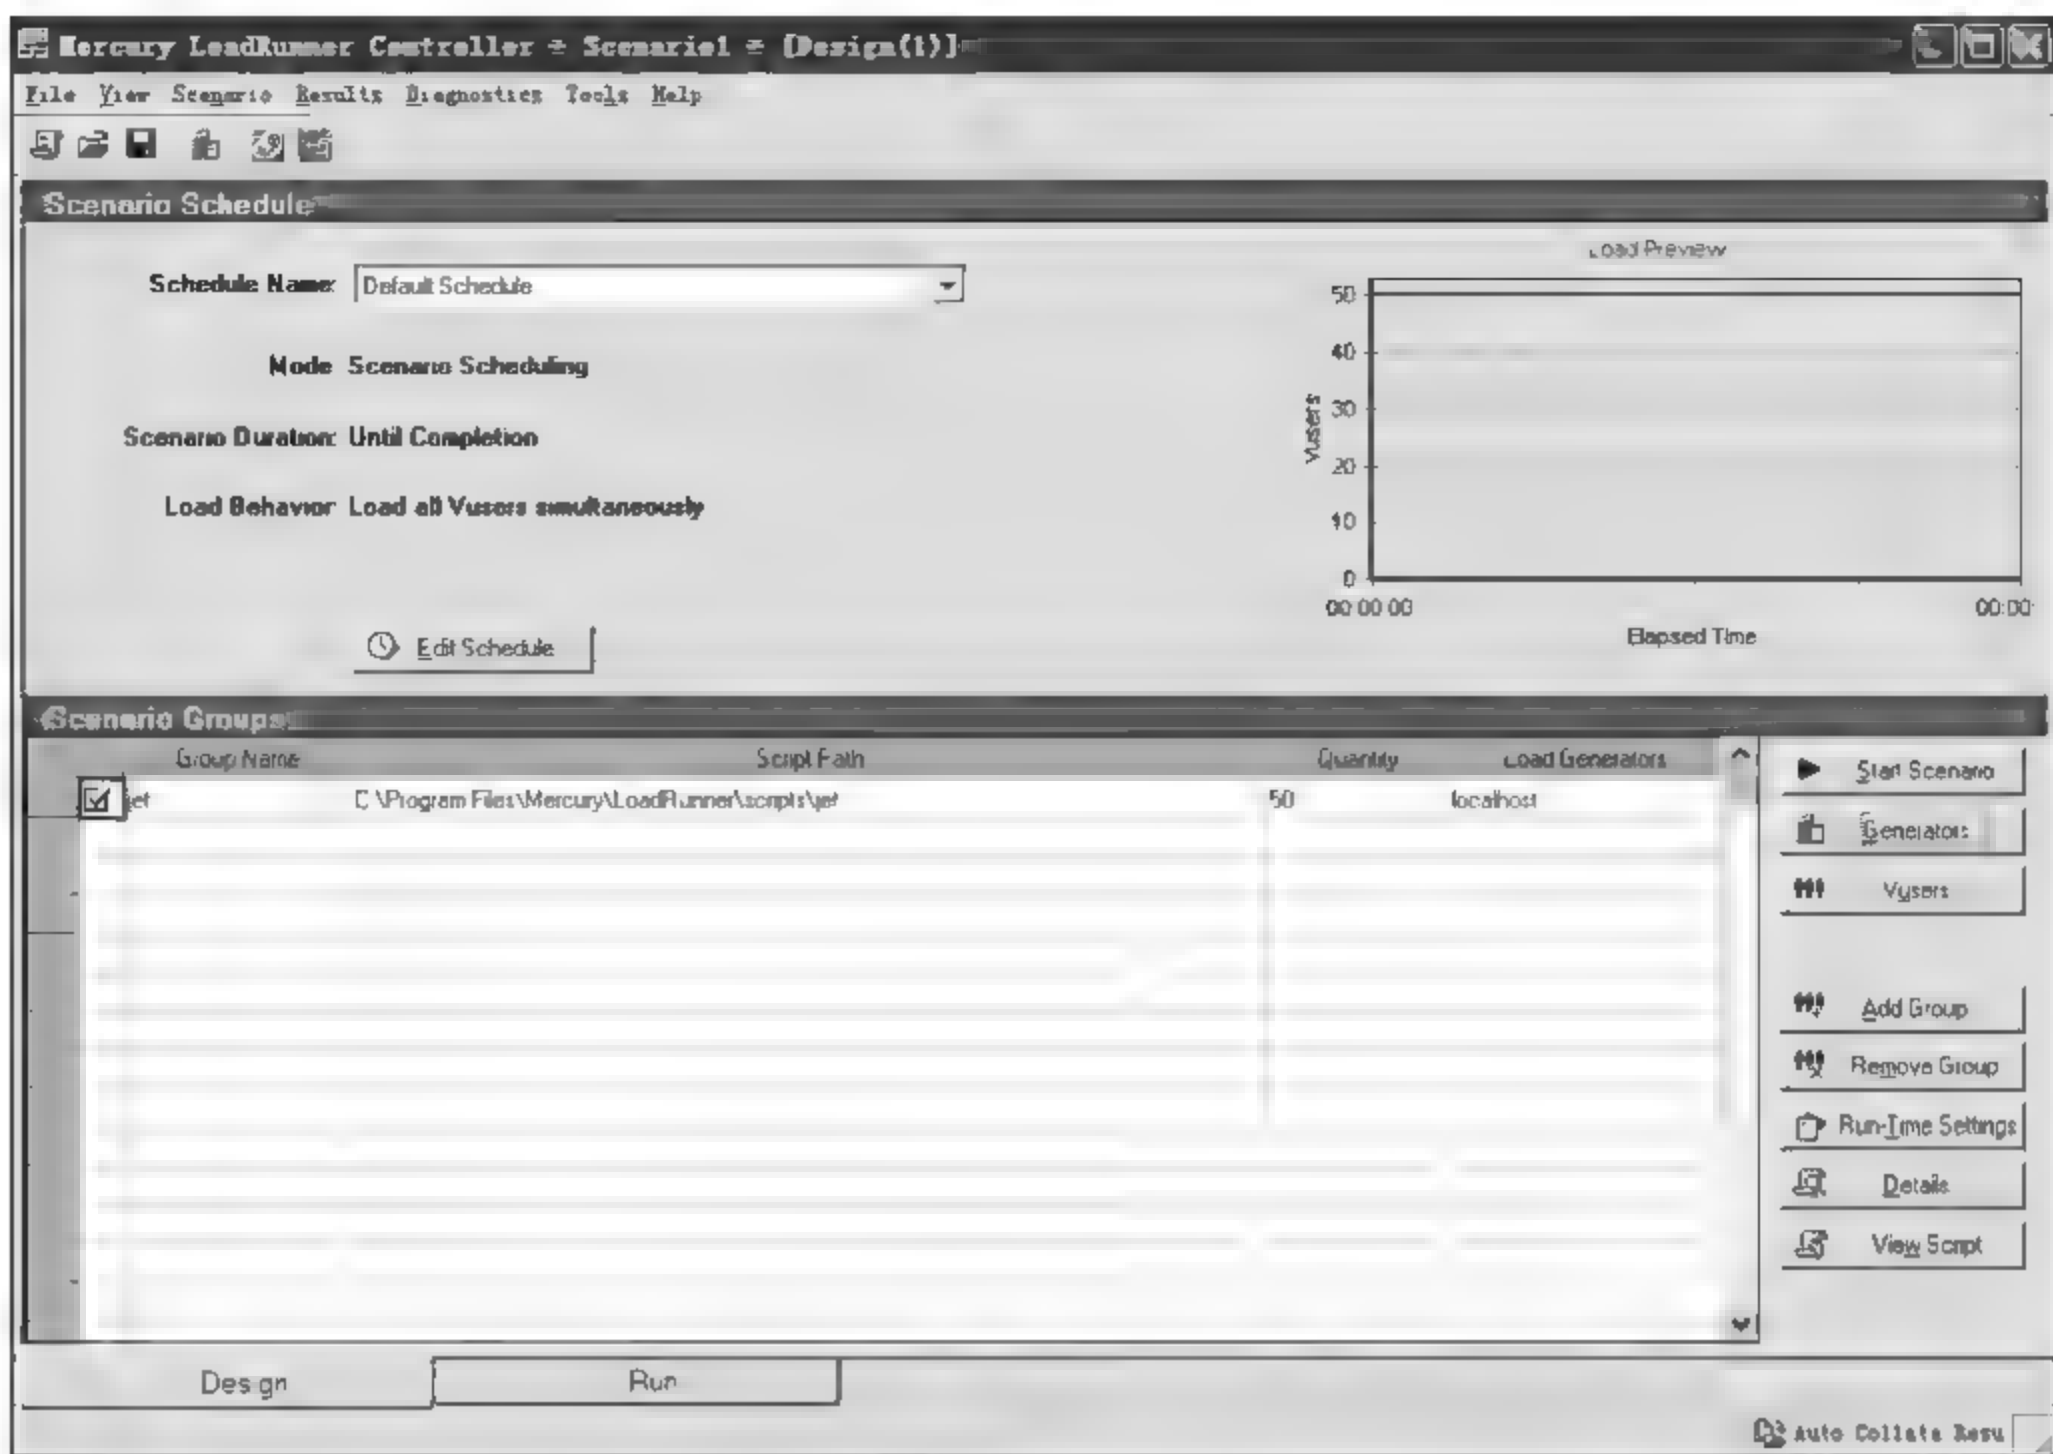 Mercury LoadRunner Controller - Scenario1 - [Design(1)]
File View Scenario Results Diagnostics Tools Help
Scenario Schedule
Load Preview
Schedule Name: Default Schedule
Mode: Scenario Scheduling
Scenario Duration: Until Completion
Load Behavior: Load all Vusers simultaneously
Edit Schedule
50
40
30
20
10
0
Vusers
00:00:00 00:00
Elapsed Time
Scenario Groups
Group Name Script Path Quantity Load Generators
jet C:\Program Files\Mercury\LoadRunner\scripts\jet 50 localhost
Start Scenario
Generators
Vusers
Add Group
Remove Group
Run-Time Settings
Details
View Script
Design Run
Auto Collate Resu